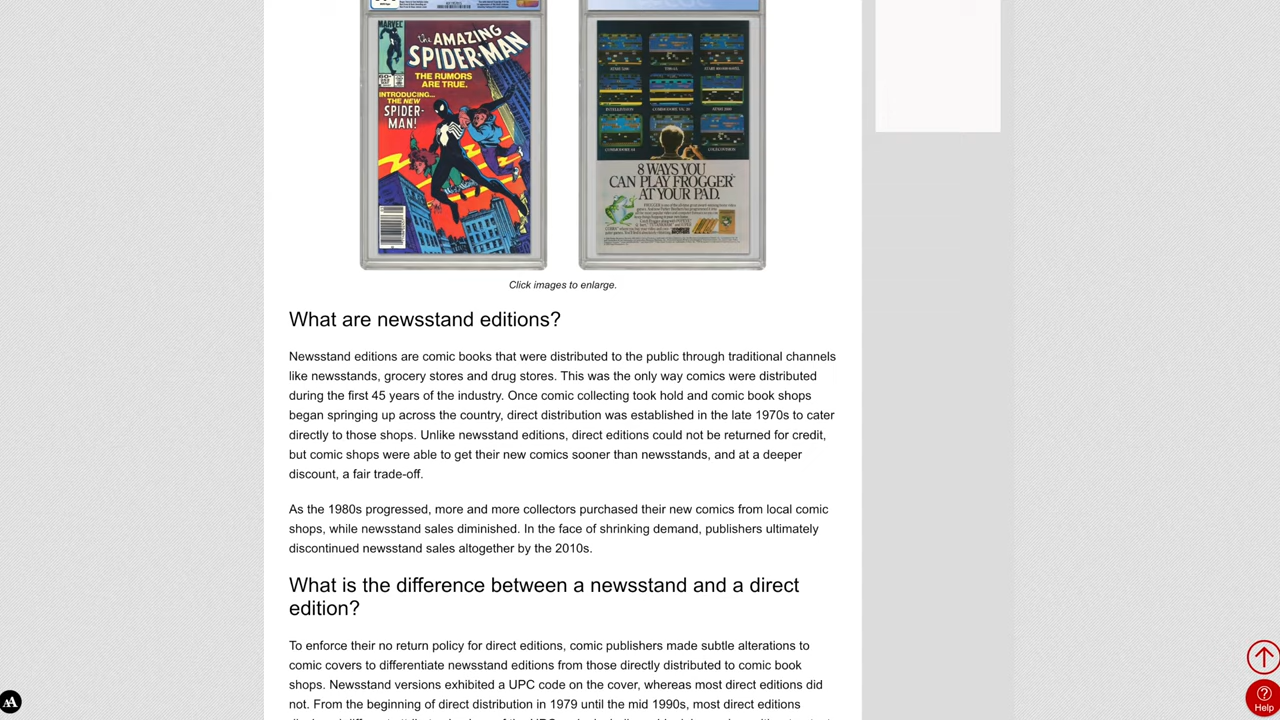 MARVEL
The AMAZING
SPIDER-MAN
THE RUMORS
ARE TRUE.
INTRODUCING...
THE NEW
SPIDER-
MAN!
INTELLIVISION
COLECOVISION
8 WAYS YOU
CAN PLAY FROGGER
AT YOUR PAD.
Click images to enlarge.
What are newsstand editions?
Newsstand editions are comic books that were distributed to the public through traditional channels
like newsstands, grocery stores and drug stores. This was the only way comics were distributed
during the first 45 years of the industry. Once comic collecting took hold and comic book shops
began springing up across the country, direct distribution was established in the late 1970s to cater
directly to those shops. Unlike newsstand editions, direct editions could not be returned for credit,
but comic shops were able to get their new comics sooner than newsstands, and at a deeper
discount, a fair trade-off.
As the 1980s progressed, more and more collectors purchased their new comics from local comic
shops, while newsstand sales diminished. In the face of shrinking demand, publishers ultimately
discontinued newsstand sales altogether by the 2010s.
What is the difference between a newsstand and a direct
edition?
To enforce their no return policy for direct editions, comic publishers made subtle alterations to
comic covers to differentiate newsstand editions from those directly distributed to comic book
shops. Newsstand versions exhibited a UPC code on the cover, whereas most direct editions did
not. From the beginning of direct distribution in 1979 until the mid 1990s, most direct editions
AA
Help